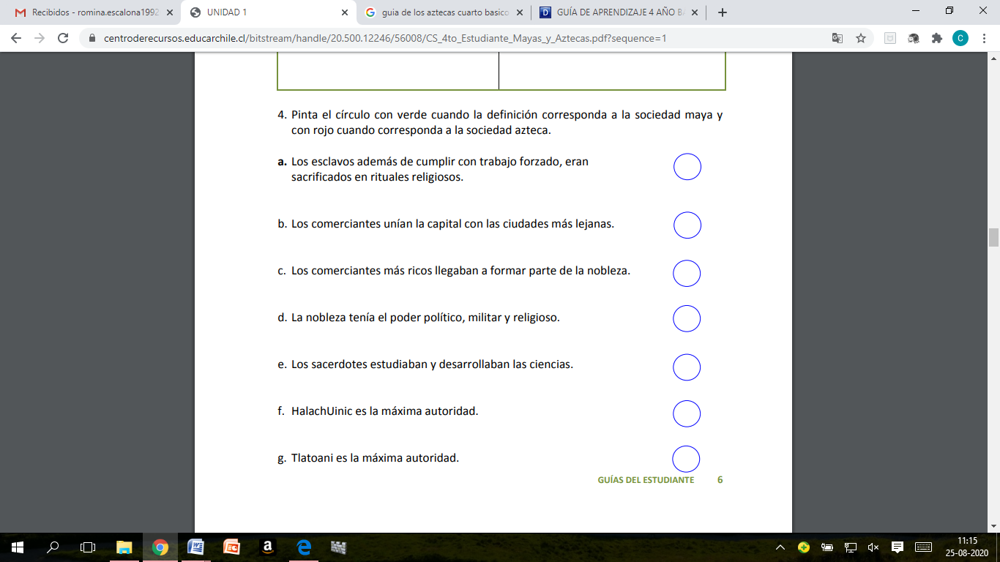 Recibidos - romina.escalona1992
UNIDAD 1
guia de los aztecas cuarto basico
GUÍA DE APRENDIZAJE 4 AÑO B
centroderecursos.educarchile.cl/bitstream/handle/20.500.12246/56008/CS_4to_Estudiante_Mayas_y_Aztecas.pdf?sequence=1
C
4. Pinta el círculo con verde cuando la definición corresponda a la sociedad maya y
con rojo cuando corresponda a la sociedad azteca.
a. Los esclavos además de cumplir con trabajo forzado, eran
sacrificados en rituales religiosos.
b. Los comerciantes unían la capital con las ciudades más lejanas.
c. Los comerciantes más ricos llegaban a formar parte de la nobleza.
d. La nobleza tenía el poder político, militar y religioso.
e. Los sacerdotes estudiaban y desarrollaban las ciencias.
f. HalachUinic es la máxima autoridad.
g. Tlatoani es la máxima autoridad.
GUÍAS DEL ESTUDIANTE 6
11:15
25-08-2020